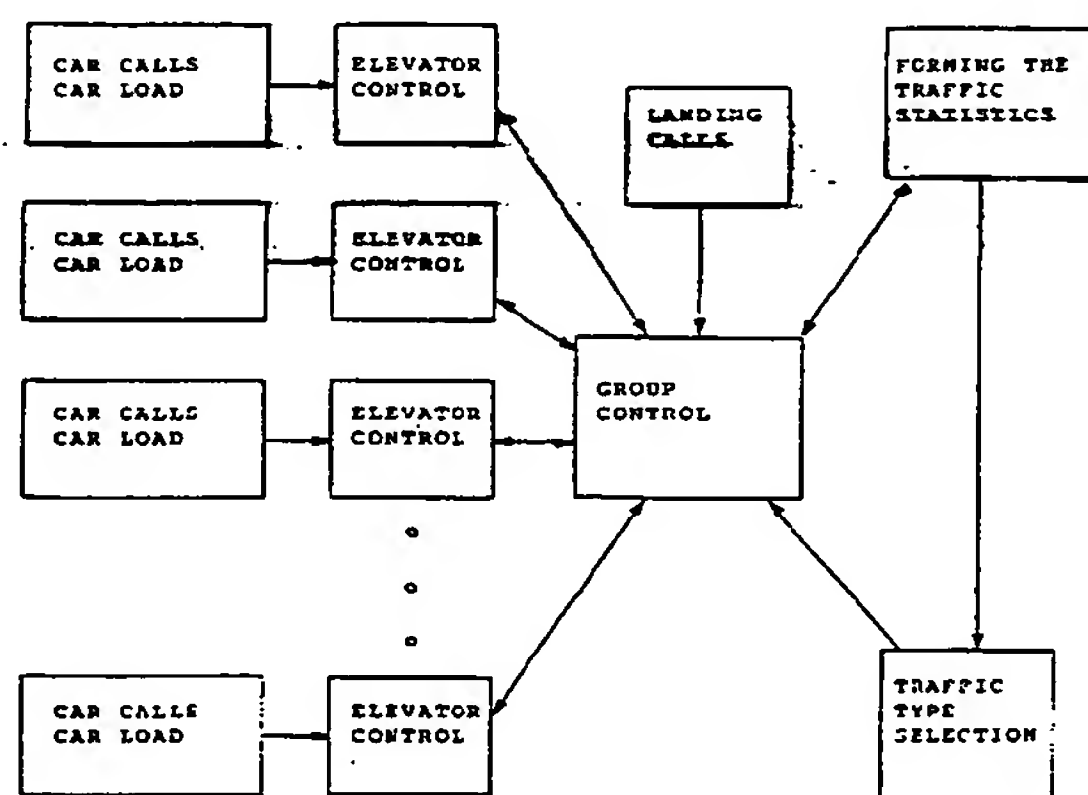 CAR CALLS
CAR LOAD
ELEVATOR
CONTROL
LANDING
CALLS
FORMING THE
TRAFFIC
STATISTICS
CAR CALLS
CAR LOAD
ELEVATOR
CONTROL
GROUP
CONTROL
CAR CALLS
CAR LOAD
ELEVATOR
CONTROL
CAR CALLS
CAR LOAD
ELEVATOR
CONTROL
TRAFFIC
TYPE
SELECTION